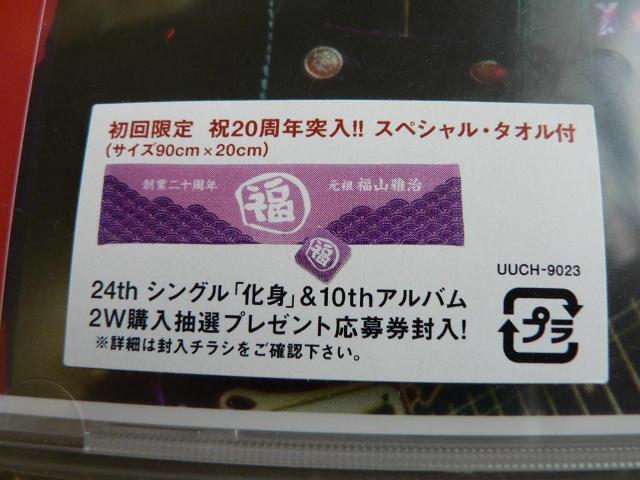 初回限定 祝20周年突入!! スペシャル・タオル付
(サイズ90cm×20cm)
創業二十周年 福 元祖 福山雅治
福
UUCH-9023
24th シングル「化身」&10thアルバム
2W購入抽選プレゼント応募券封入!
※詳細は封入チラシをご確認下さい。
プラ